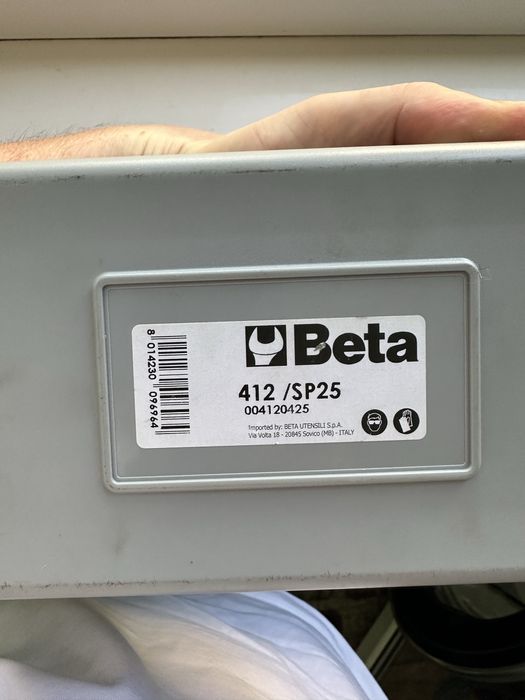 Beta
412 /SP25
004120425
Imported by: BETA UTENSILI S.p.A.
Via Volta 18 - 20845 Sovico (MB) - ITALY
8 014230 096964